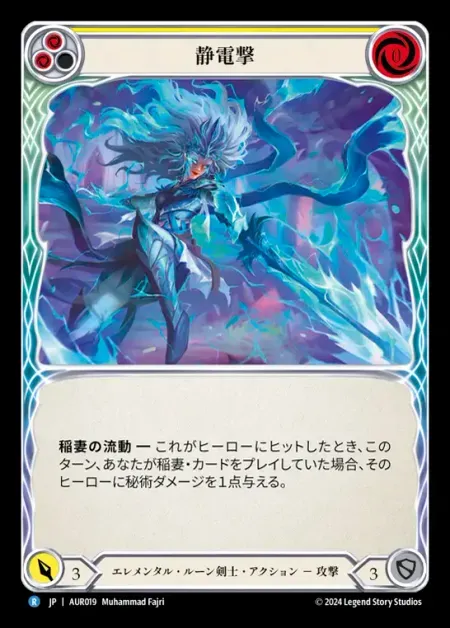 静電撃
0
稲妻の流動 ー これがヒーローにヒットしたとき、この
ターン、あなたが稲妻・カードをプレイしていた場合、その
ヒーローに秘術ダメージを1点与える。
3
エレメンタル・ルーン剣士・アクション ー 攻撃
3
R JP | AUR019 Muhammad Fajri
© 2024 Legend Story Studios